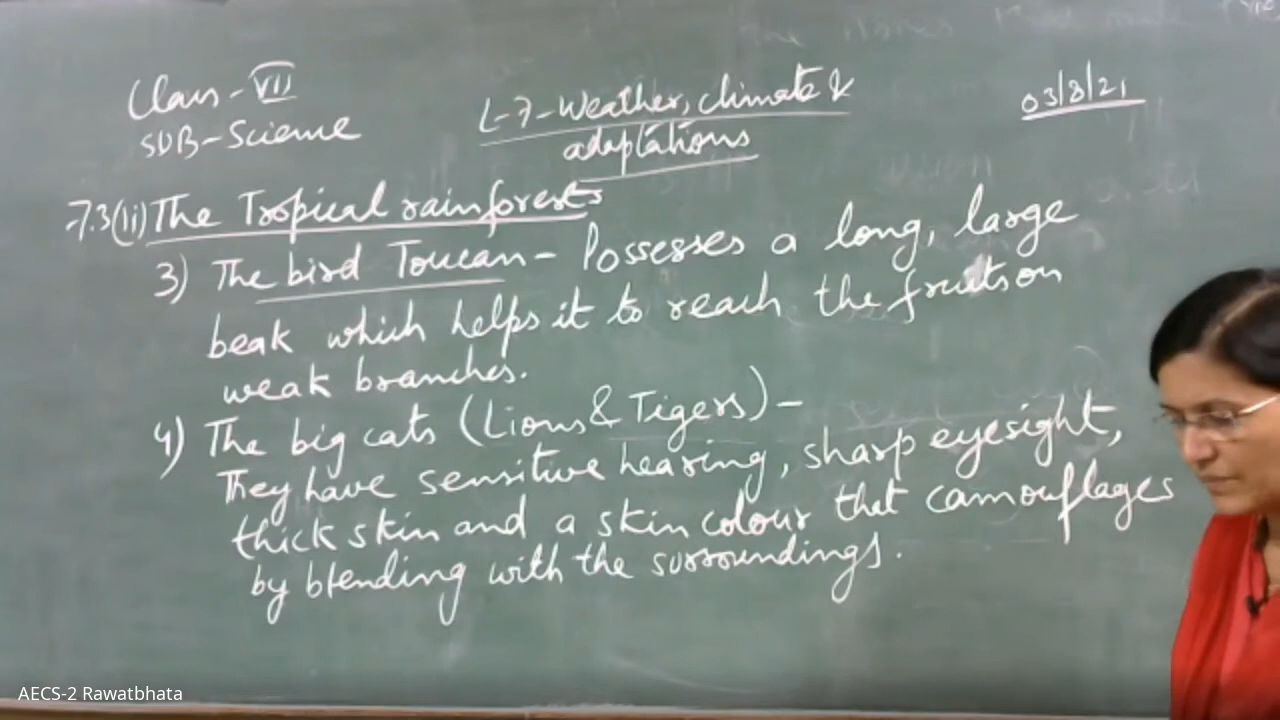 Class - VII
SUB - Science
L-7 - Weather, climate &
adaptations
03/8/21
7.3(ii) The Tropical rainforests
3) The bird Toucan - Possesses a long, large
beak which helps it to reach the fruits on
weak branches.
4) The big cats (Lions & Tigers) -
They have sensitive hearing, sharp eyesight,
thick skin and a skin colour that camouflages
by blending with the surroundings.
AECS-2 Rawatbhata